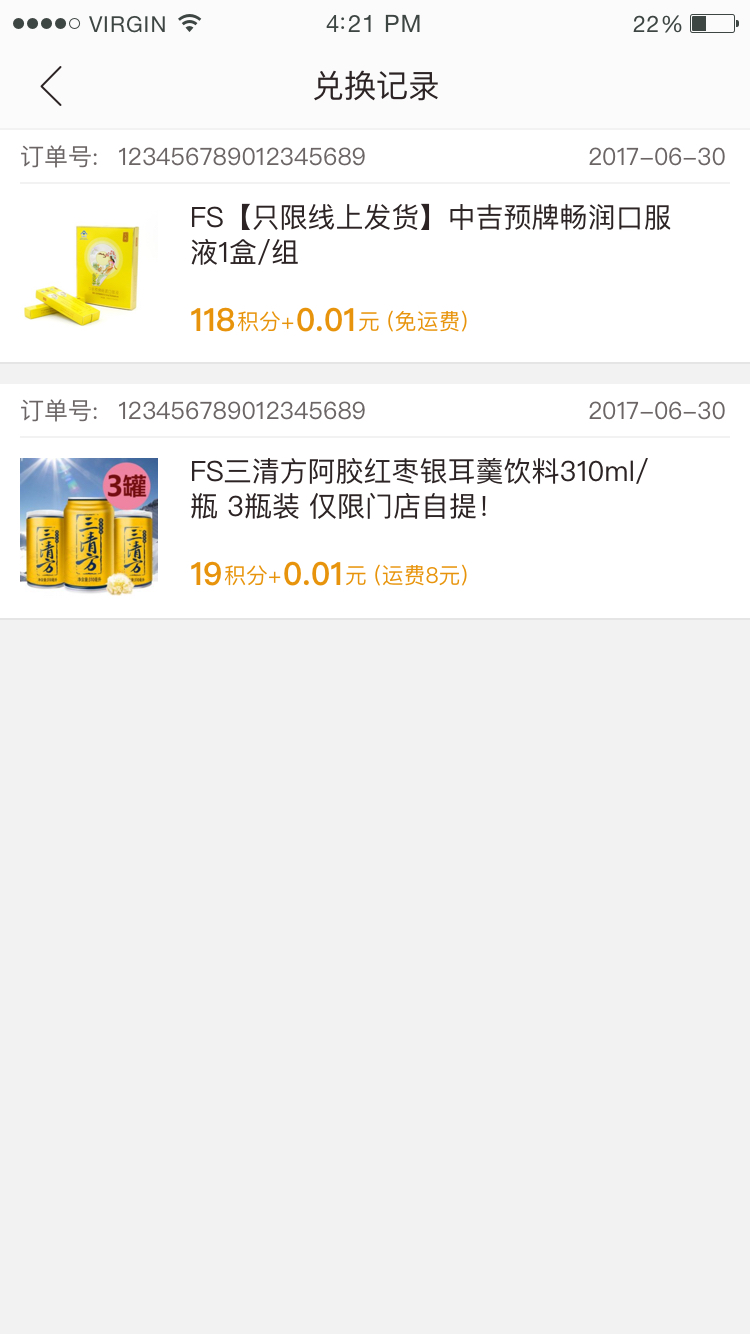 VIRGIN 4:21 PM 22%
兑换记录
订单号: 123456789012345689 2017-06-30
FS【只限线上发货】中吉预牌畅润口服
液1盒/组
118积分+0.01元 (免运费)
订单号: 123456789012345689 2017-06-30
FS三清方阿胶红枣银耳羹饮料310ml/
瓶 3瓶装 仅限门店自提!
19积分+0.01元 (运费8元)
3罐
三清方
三清方
三清方